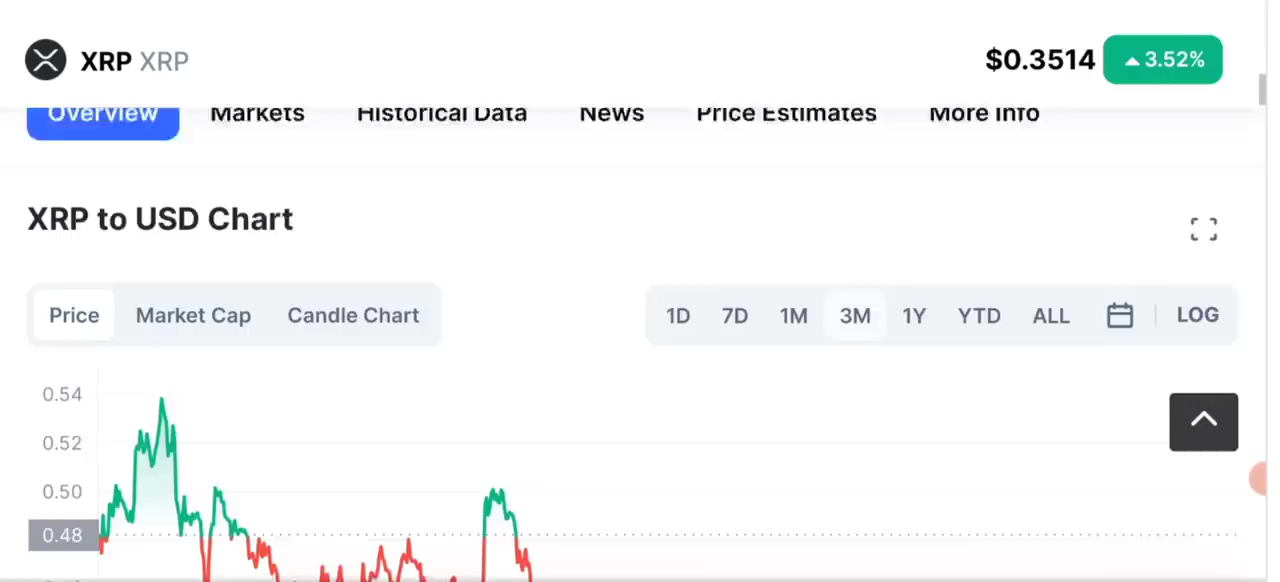 XRP XRP $0.3514 3.52%
Overview Markets Historical Data News Price Estimates More Info
XRP to USD Chart
Price Market Cap Candle Chart 1D 7D 1M 3M 1Y YTD ALL LOG
0.54
0.52
0.50
0.48